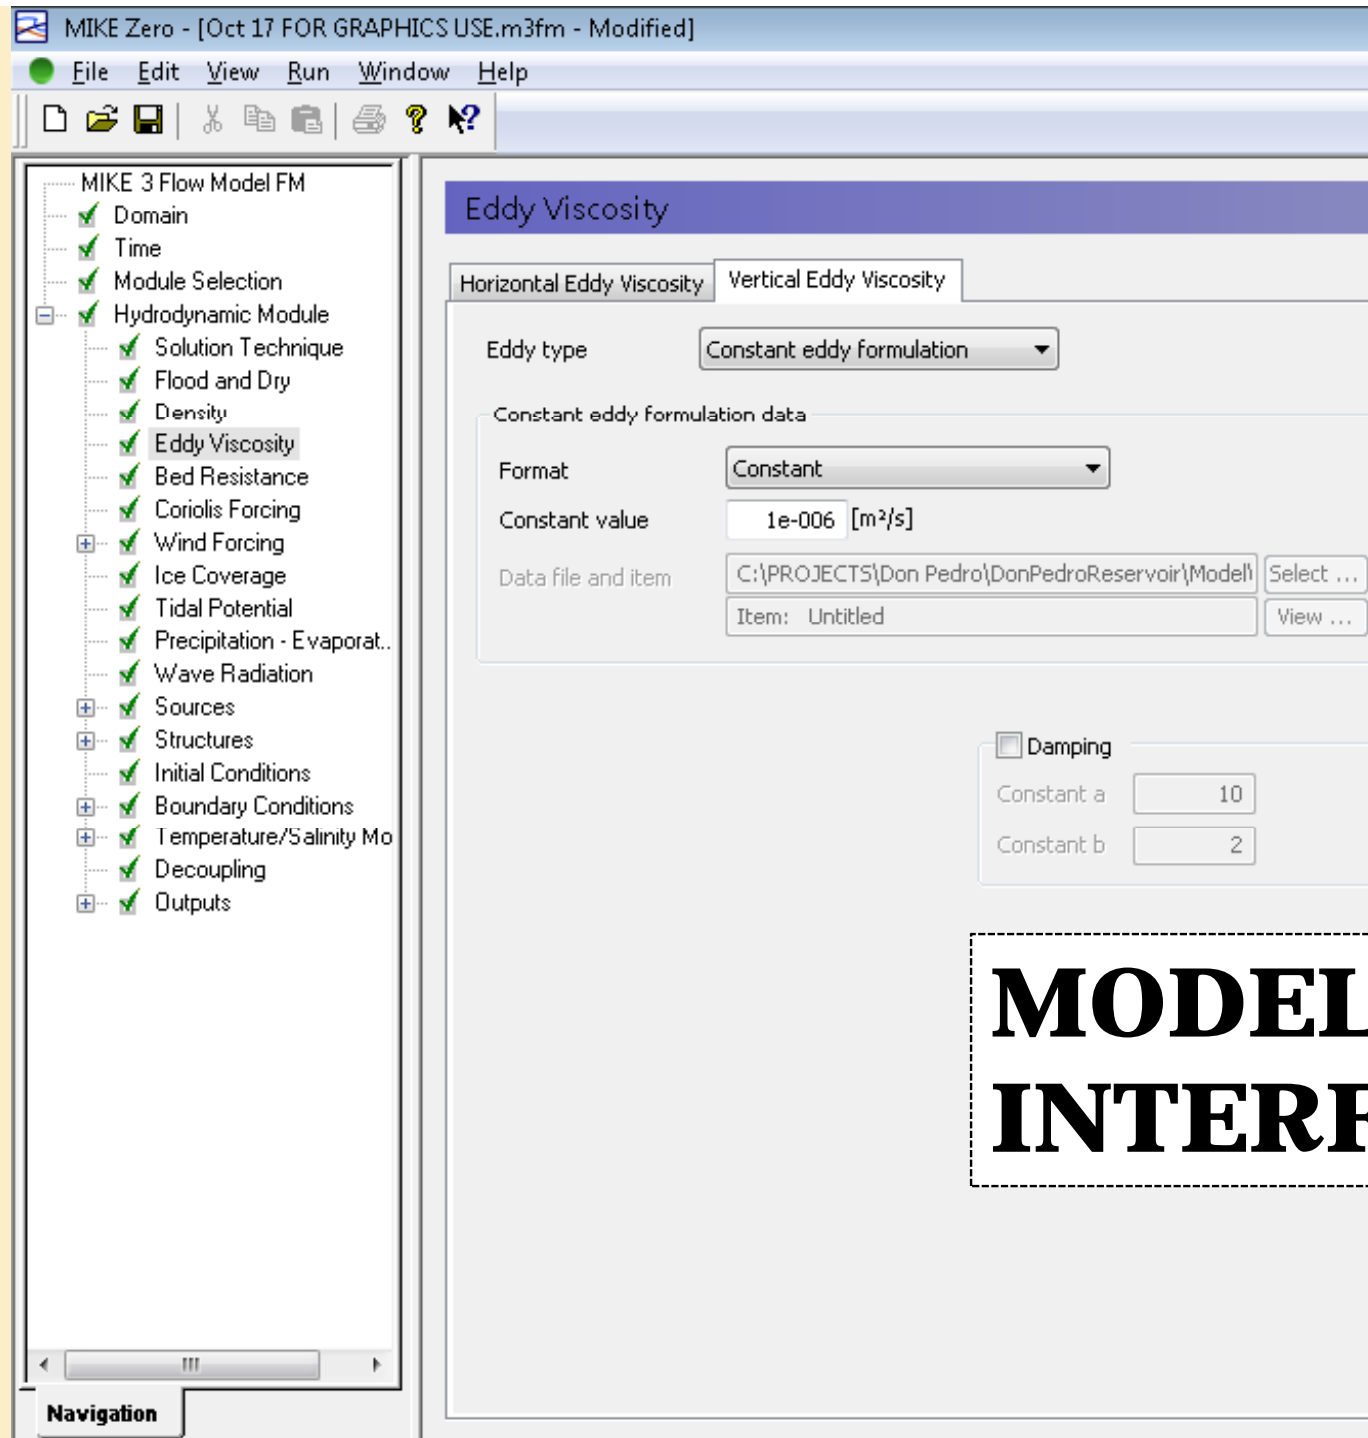 MIKE Zero - [Oct 17 FOR GRAPHICS USE.m3fm - Modified]
File Edit View Run Window Help
MIKE 3 Flow Model FM
Domain
Time
Module Selection
Hydrodynamic Module
Solution Technique
Flood and Dry
Density
Eddy Viscosity
Bed Resistance
Coriolis Forcing
Wind Forcing
Ice Coverage
Tidal Potential
Precipitation - Evaporat..
Wave Radiation
Sources
Structures
Initial Conditions
Boundary Conditions
Temperature/Salinity Mo
Decoupling
Outputs
Navigation
Eddy Viscosity
Horizontal Eddy Viscosity Vertical Eddy Viscosity
Eddy type Constant eddy formulation
Constant eddy formulation data
Format Constant
Constant value 1e-006 [m²/s]
Data file and item C:\PROJECTS\Don Pedro\DonPedroReservoir\Model\ Select ...
Item: Untitled View ...
Damping
Constant a 10
Constant b 2
MODEL
INTERF